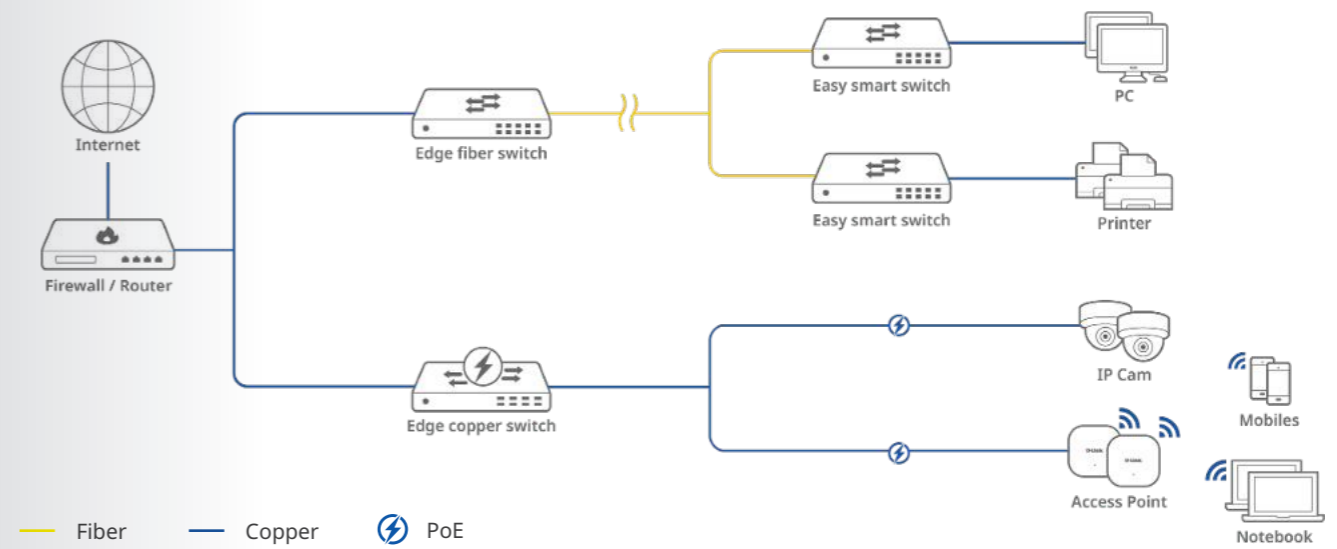 Internet
Firewall / Router
Edge fiber switch
Easy smart switch
PC
Easy smart switch
Printer
Edge copper switch
IP Cam
Access Point
Mobiles
Notebook
Fiber
Copper
PoE